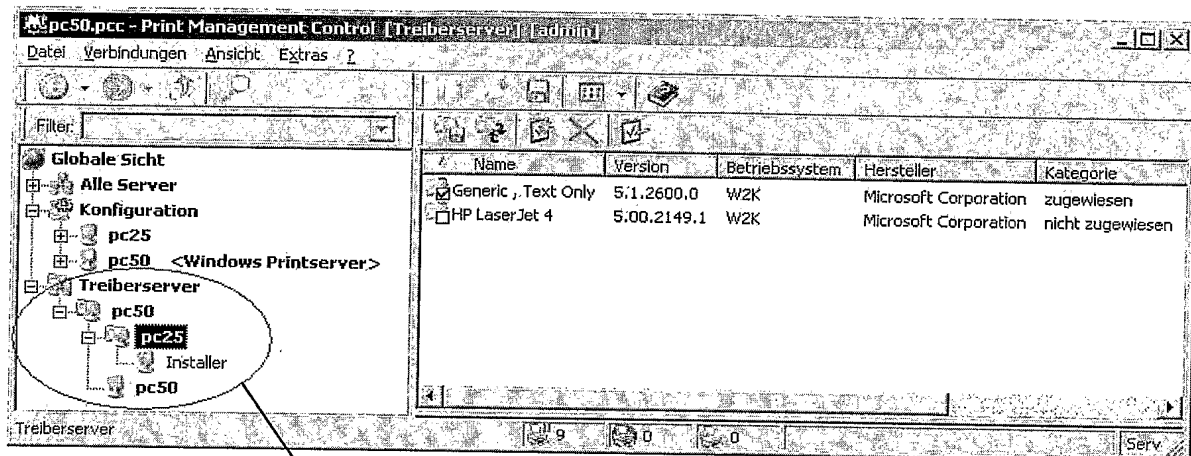 pc50.pcc - Print Management Control [Treiberserver] [admin]
Datei Verbindungen Ansicht Extras ?
Filter:
Globale Sicht
Alle Server
Konfiguration
pc25
pc50 <Windows Printserver>
Treiberserver
pc50
pc25
Installer
pc50
Name Version Betriebssystem Hersteller Kategorie
Generic , Text Only 5.1.2600.0 W2K Microsoft Corporation zugewiesen
HP LaserJet 4 5.00.2149.1 W2K Microsoft Corporation nicht zugewiesen
Treiberserver 9 0 0 Serv